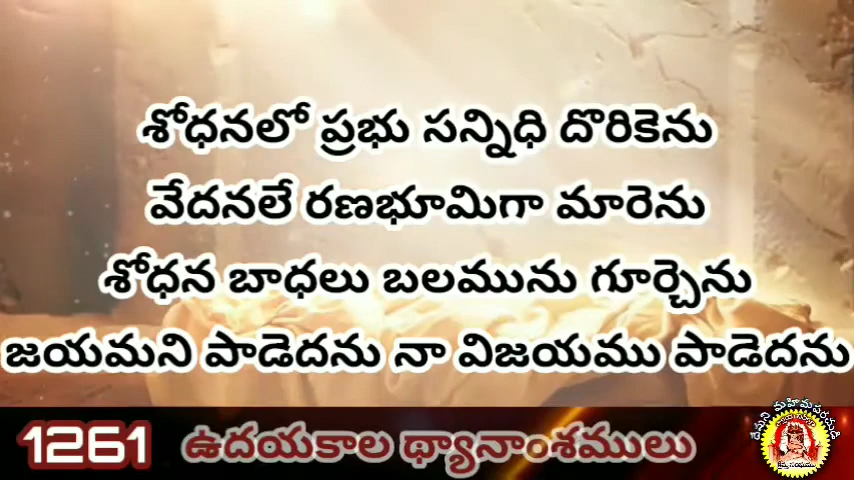 శోధనలో ప్రభు సన్నిధి దొరికెను
వేదనలే రణభూమిగా మారెను
శోధన బాధలు బలమును గూర్చెను
జయమని పాడెదను నా విజయము పాడెదను
1261 ఉదయకాల థ్యానాంశములు